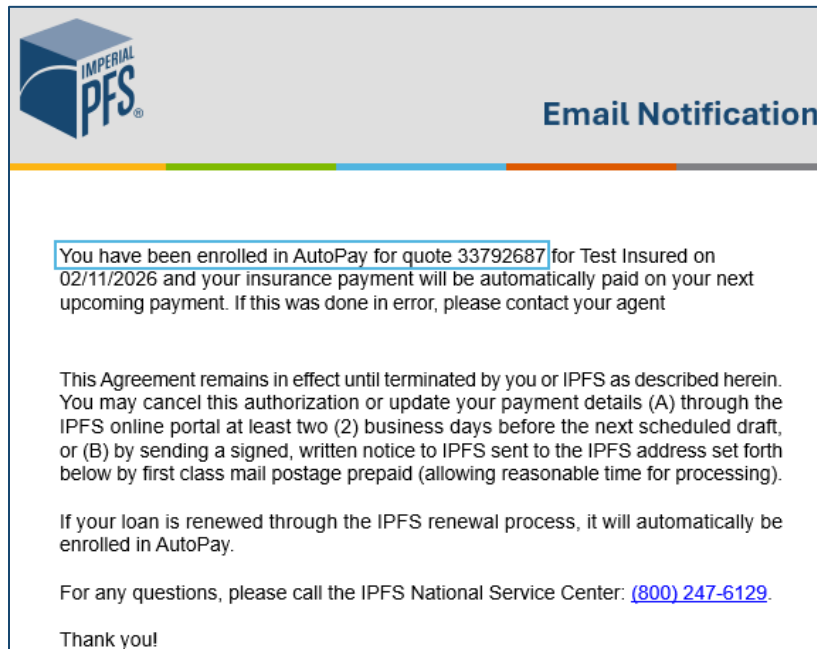 IMPERIAL
PFS®
Email Notification
You have been enrolled in AutoPay for quote 33792687 for Test Insured on
02/11/2026 and your insurance payment will be automatically paid on your next
upcoming payment. If this was done in error, please contact your agent
This Agreement remains in effect until terminated by you or IPFS as described herein.
You may cancel this authorization or update your payment details (A) through the
IPFS online portal at least two (2) business days before the next scheduled draft,
or (B) by sending a signed, written notice to IPFS sent to the IPFS address set forth
below by first class mail postage prepaid (allowing reasonable time for processing).
If your loan is renewed through the IPFS renewal process, it will automatically be
enrolled in AutoPay.
For any questions, please call the IPFS National Service Center: (800) 247-6129.
Thank you!